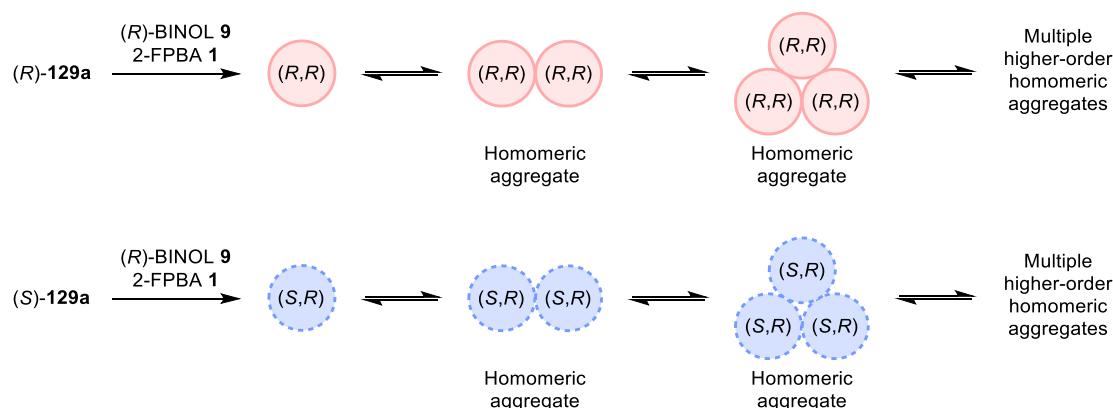 (R)-BINOL 9
2-FPBA 1
(R)-129a
(R,R)
(R,R) (R,R)
(R,R)
(R,R) (R,R)
Multiple
higher-order
homomeric
aggregates
Homomeric
aggregate
Homomeric
aggregate
(R)-BINOL 9
2-FPBA 1
(S)-129a
(S,R)
(S,R) (S,R)
(S,R)
(S,R) (S,R)
Multiple
higher-order
homomeric
aggregates
Homomeric
aggregate
Homomeric
aggregate